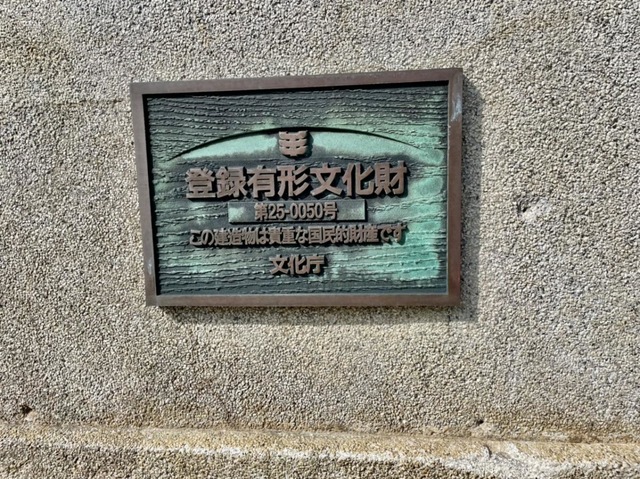 登録有形文化財
第25-0050号
この建造物は貴重な国民的財産です
文化庁